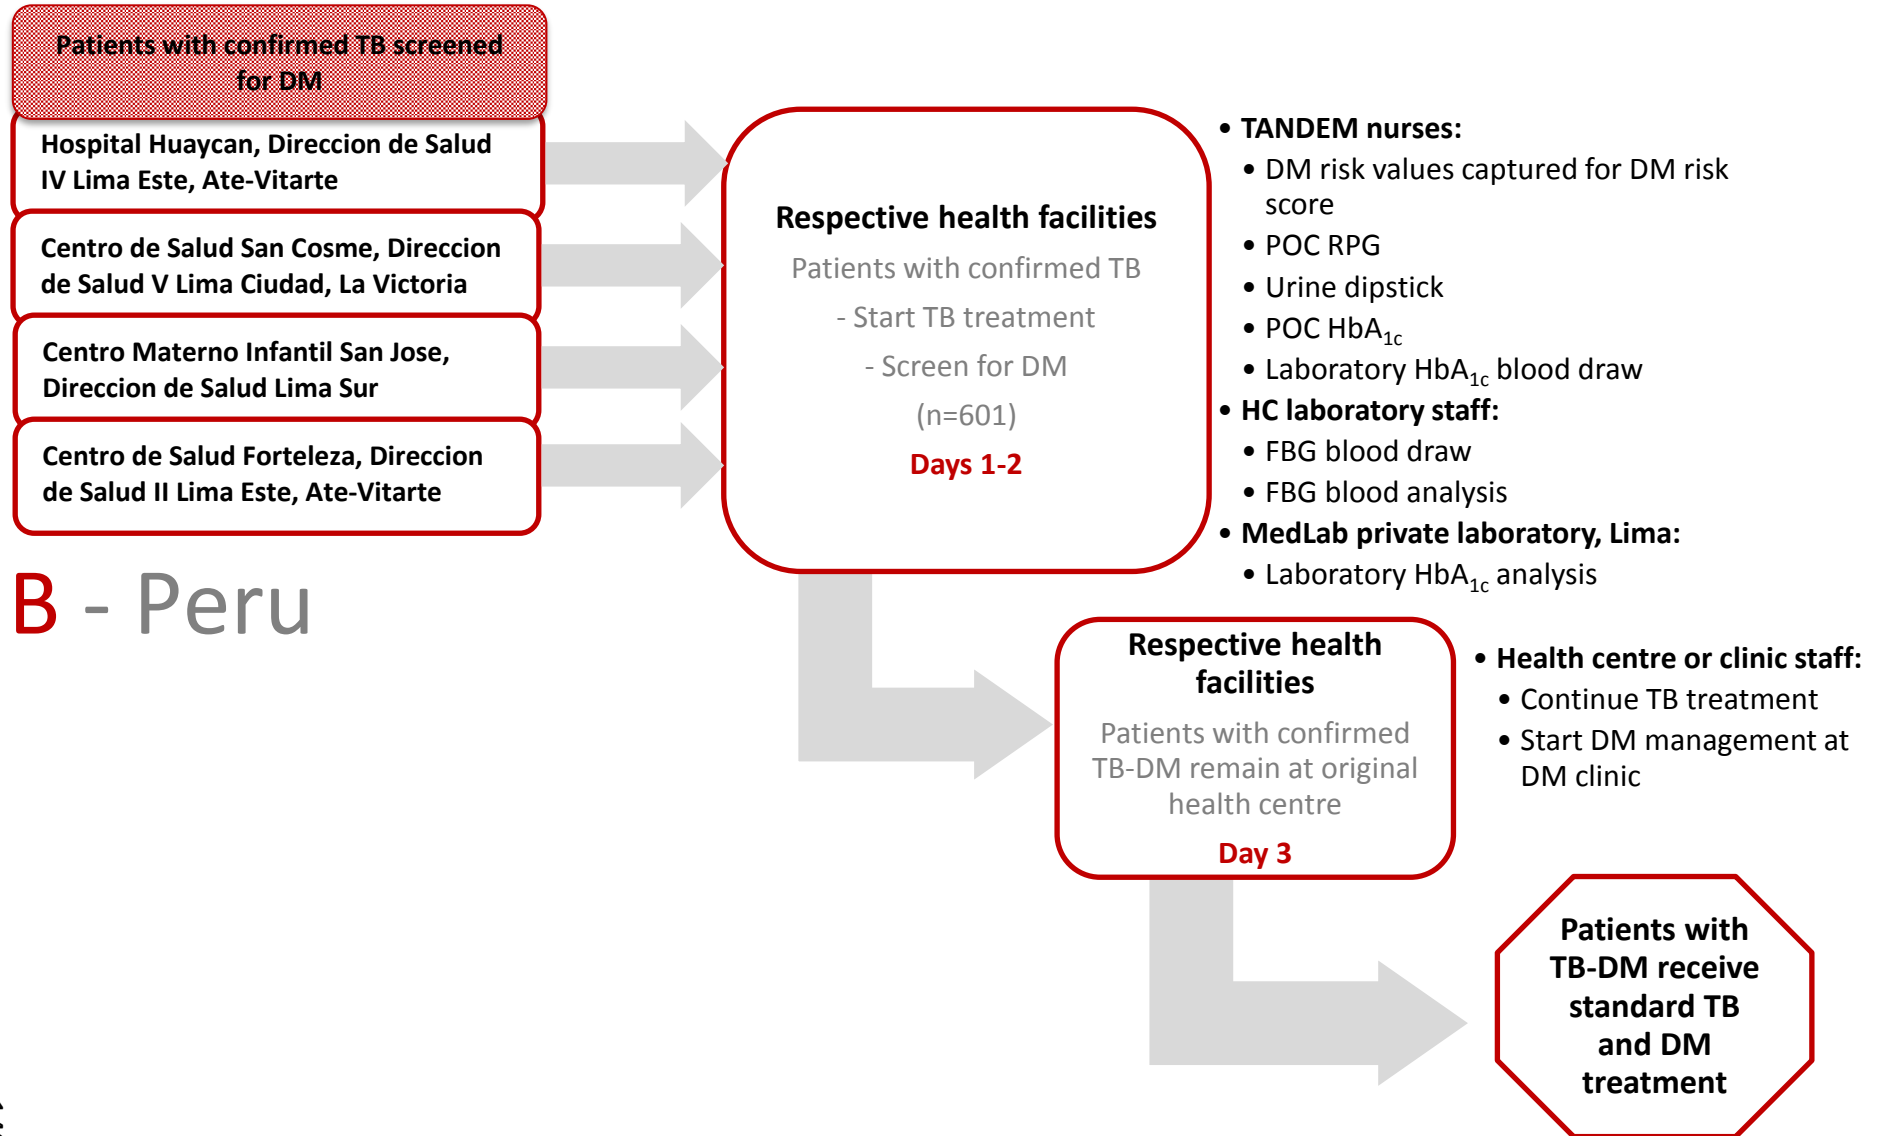 Patients with confirmed TB screened
for DM
Hospital Huaycan, Direccion de Salud
IV Lima Este, Ate-Vitarte
Centro de Salud San Cosme, Direccion
de Salud V Lima Ciudad, La Victoria
Centro Materno Infantil San Jose,
Direccion de Salud Lima Sur
Centro de Salud Forteleza, Direccion
de Salud II Lima Este, Ate-Vitarte
B - Peru
Respective health facilities
Patients with confirmed TB
- Start TB treatment
- Screen for DM
(n=601)
Days 1-2
• TANDEM nurses:
• DM risk values captured for DM risk
score
• POC RPG
• Urine dipstick
• POC HbA1c
• Laboratory HbA1c blood draw
• HC laboratory staff:
• FBG blood draw
• FBG blood analysis
• MedLab private laboratory, Lima:
• Laboratory HbA1c analysis
Respective health
facilities
Patients with confirmed
TB-DM remain at original
health centre
Day 3
• Health centre or clinic staff:
• Continue TB treatment
• Start DM management at
DM clinic
Patients with
TB-DM receive
standard TB
and DM
treatment